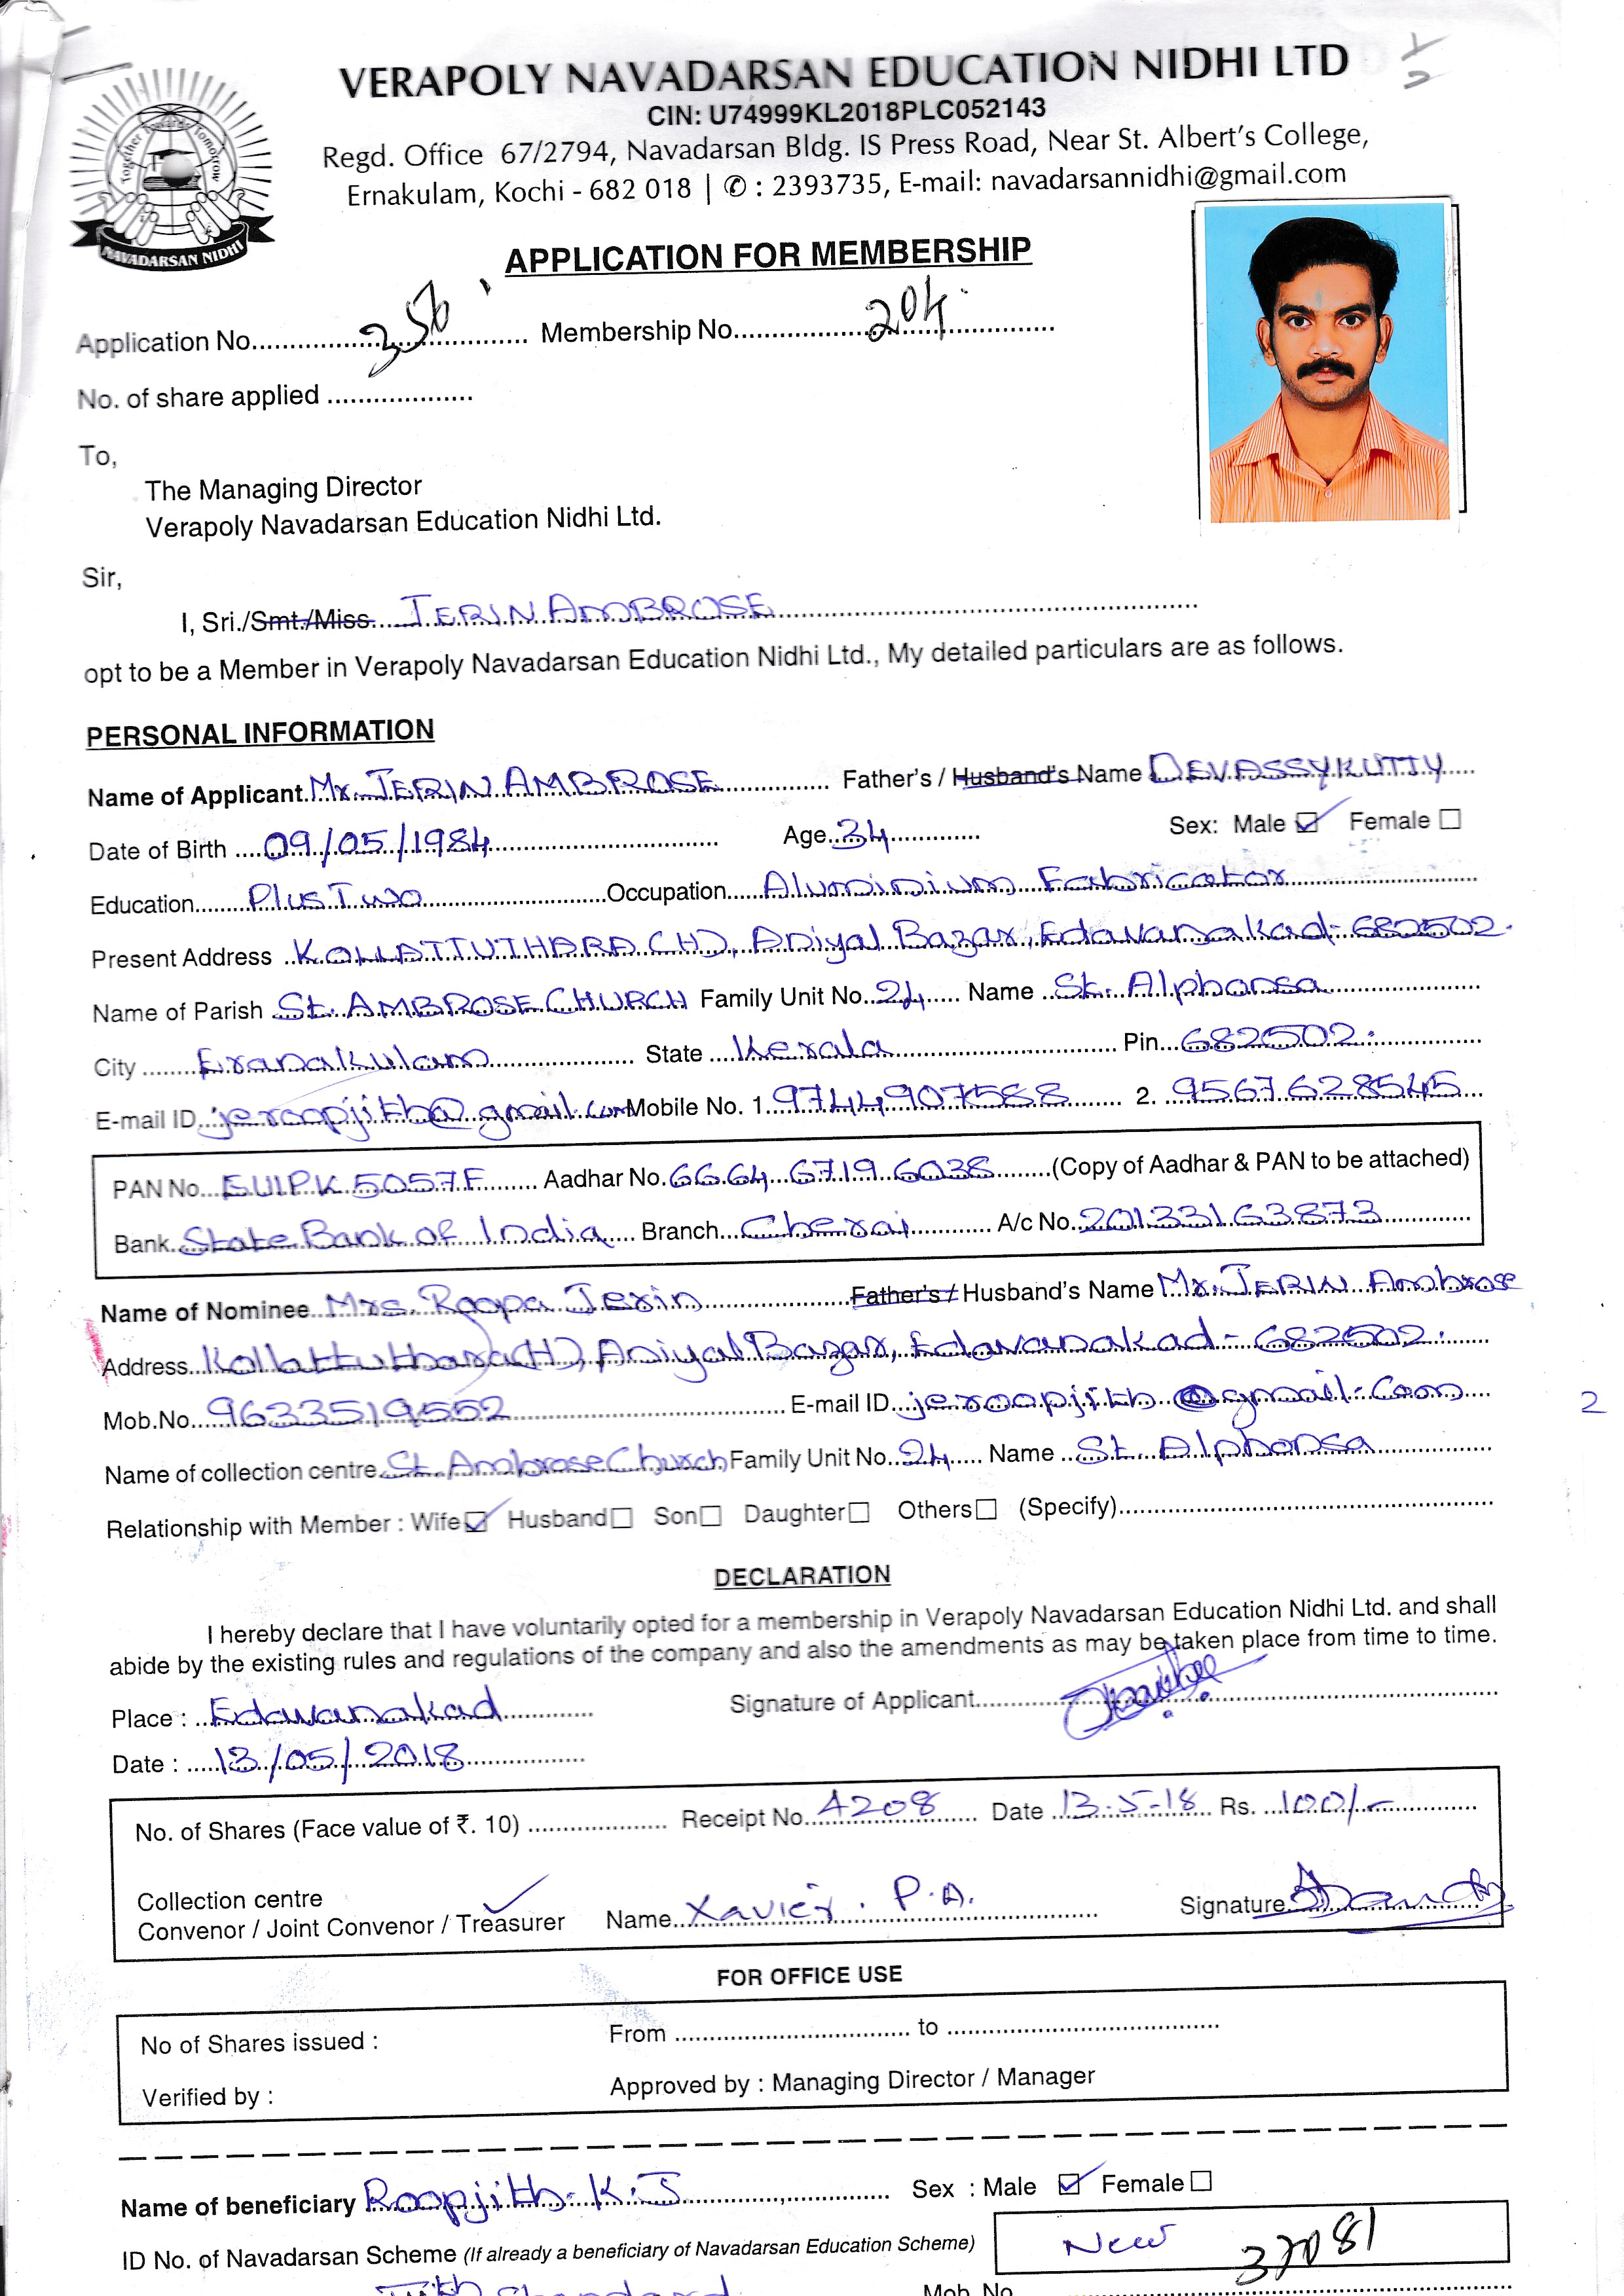 VERAPOLY NAVADARSAN EDUCATION NIDHI LTD
CIN: U74999KL2018PLC052143
Regd. Office 67/2794, Navadarsan Bldg. IS Press Road, Near St. Albert's College,
Ernakulam, Kochi - 682 018 | ✆ : 2393735, E-mail: navadarsannidhi@gmail.com
Together Towards Tomorrow
NAVADARSAN NIDHI
APPLICATION FOR MEMBERSHIP
Application No. 356 Membership No. 204
No. of share applied
To,
The Managing Director
Verapoly Navadarsan Education Nidhi Ltd.
Sir,
I, Sri./Smt./Miss. JERIN AMBROSE
opt to be a Member in Verapoly Navadarsan Education Nidhi Ltd., My detailed particulars are as follows.
PERSONAL INFORMATION
Name of Applicant Mr. JERIN AMBROSE Father's / Husband's Name DEVASSYKUTTY
Date of Birth 09/05/1984 Age 34 Sex: Male ☑ Female ☐
Education Plus Two Occupation Aluminium Fabricator
Present Address KOLLATTUTHARA (H), Aniyal Bazar, Edavanakad-682502.
Name of Parish St. AMBROSE CHURCH Family Unit No. 24 Name St. Alphonsa
City Eranakulam State Kerala Pin 682502.
E-mail ID jeroopjith@gmail.com Mobile No. 1 9744907588 2. 9567628545
PAN No. EUIPK5057F Aadhar No. 6664 6719 6038 (Copy of Aadhar & PAN to be attached)
Bank State Bank of India Branch Cherai A/c No. 20133163873
Name of Nominee Mrs. Roopa Jerin Father's / Husband's Name Mr. JERIN Ambrose
Address Kollattuthara(H), Aniyal Bazar, Edavanakad-682502.
Mob.No. 9633519552 E-mail ID jeroopjith@gmail.com
2
Name of collection centre St. Ambrose Church Family Unit No. 24 Name St. Alphonsa
Relationship with Member : Wife ☑ Husband ☐ Son ☐ Daughter ☐ Others ☐ (Specify)
DECLARATION
I hereby declare that I have voluntarily opted for a membership in Verapoly Navadarsan Education Nidhi Ltd. and shall
abide by the existing rules and regulations of the company and also the amendments as may be taken place from time to time.
Place : Edavanakad Signature of Applicant
Date : 13/05/2018
No. of Shares (Face value of ₹. 10) Receipt No. 4208 Date 13-5-18 Rs. 100/-
Collection centre
Convenor / Joint Convenor / Treasurer Name Xavier. P.A. Signature
FOR OFFICE USE
No of Shares issued : From to
Verified by : Approved by : Managing Director / Manager
Name of beneficiary Roopjith. K.J Sex : Male ☑ Female ☐
ID No. of Navadarsan Scheme (If already a beneficiary of Navadarsan Education Scheme) New 37081
Mob. No.